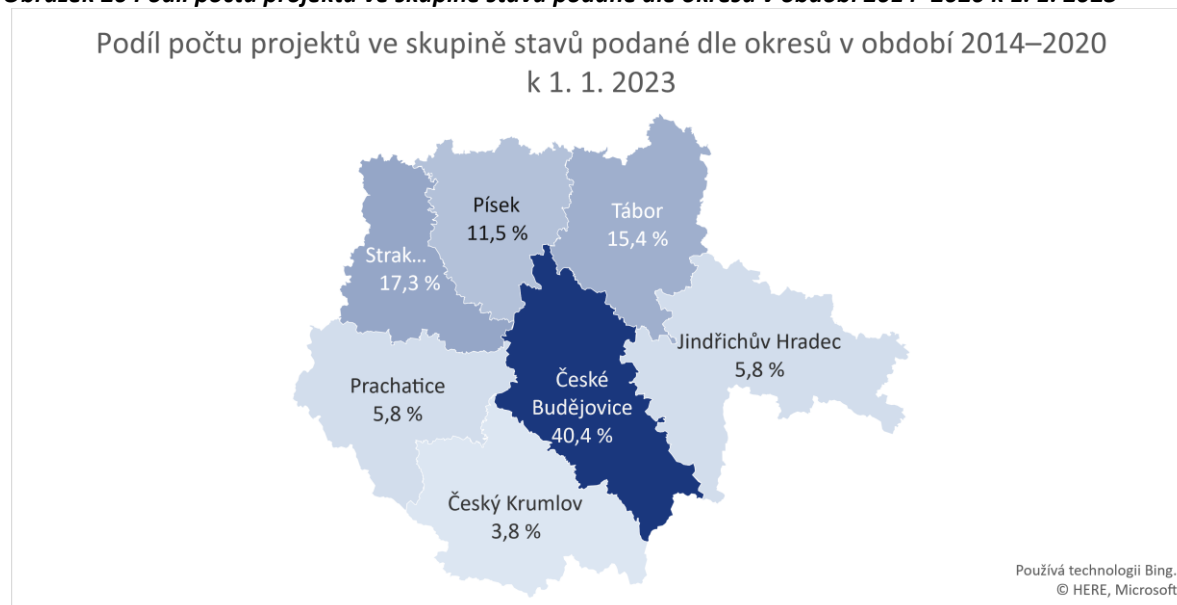 Podíl počtu projektů ve skupině stavů podané dle okresů v období 2014–2020
k 1. 1. 2023
Písek
11,5 %
Tábor
15,4 %
Strak...
17,3 %
Jindřichův Hradec
5,8 %
Prachatice
5,8 %
České
Budějovice
40,4 %
Český Krumlov
3,8 %
Používá technologii Bing.
© HERE, Microsoft